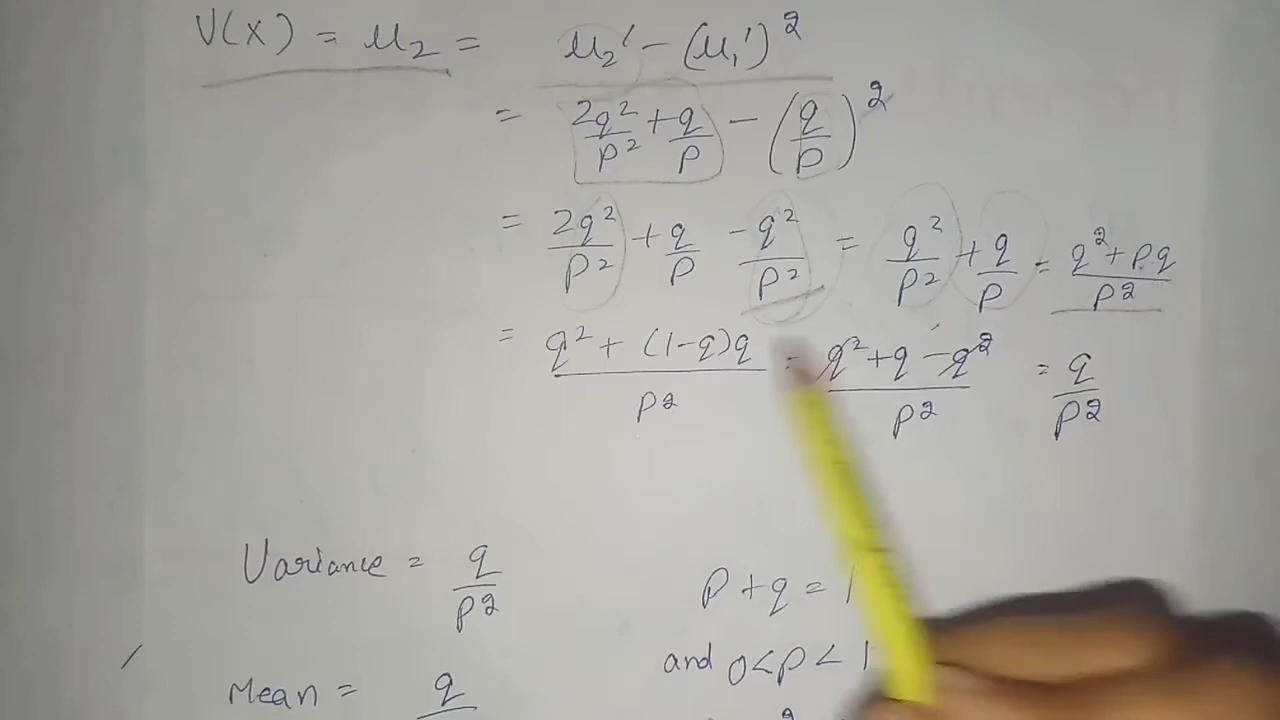 V(X) = μ₂ = μ₂′ − (μ₁′)²
= 2q²/p² + q/p − (q/p)²
= 2q²/p² + q/p − q²/p² = q²/p² + q/p = q²+pq/p²
= q² + (1−q)q/p² = q²+q−q²/p² = q/p²
Variance = q/p²
p + q = 1
and 0<p<1
Mean = q